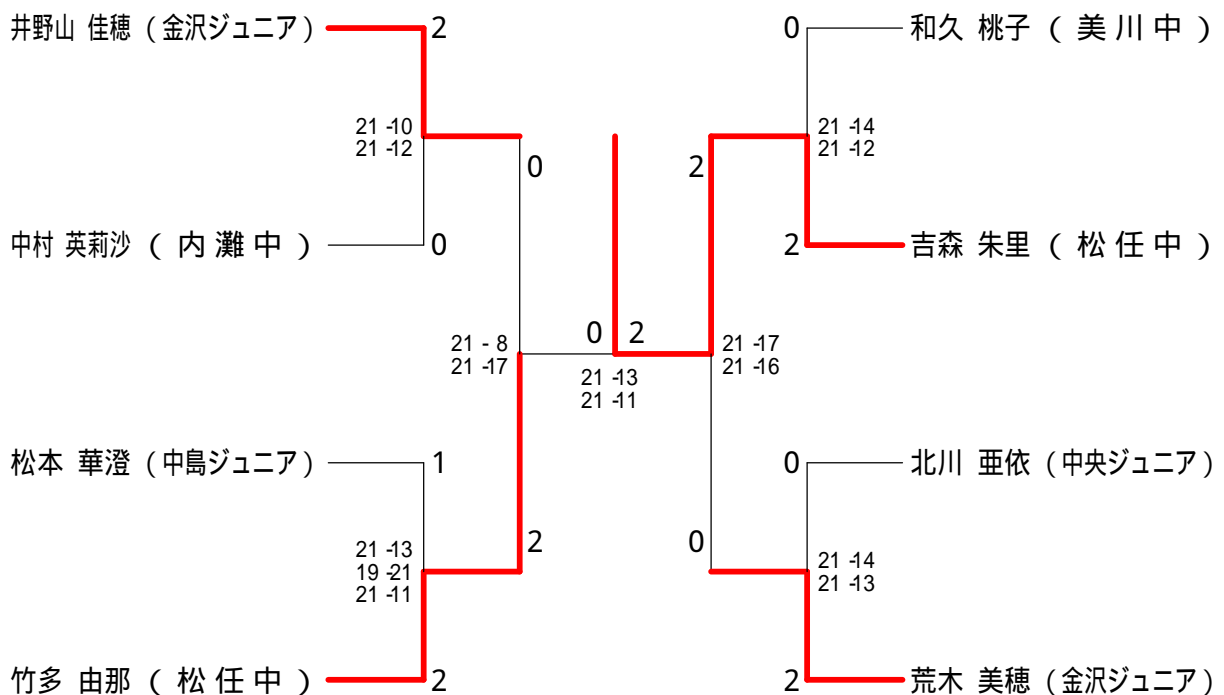 井野山 佳穂 (金沢ジュニア) 2
0 和久 桃子 ( 美 川 中 )
21 -10
21 -12
21 -14
21 -12
0
2
中村 英莉沙 ( 内 灘 中 ) 0
2 吉森 朱里 ( 松 任 中 )
21 - 8
21 -17
0 2
21 -13
21 -11
21 -17
21 -16
松本 華澄 (中島ジュニア) 1
0 北川 亜依 (中央ジュニア)
21 -13
19 -21
21 -11
2
0
21 -14
21 -13
竹多 由那 ( 松 任 中 ) 2
2 荒木 美穂 (金沢ジュニア)